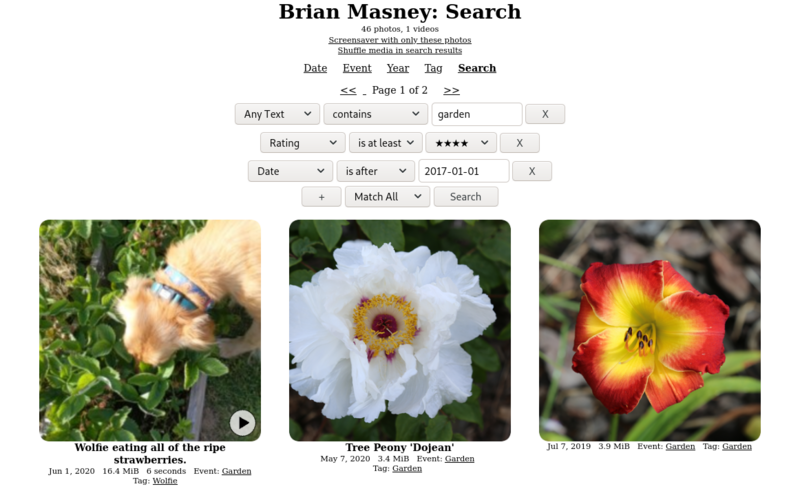 Brian Masney: Search
46 photos, 1 videos
Screensaver with only these photos
Shuffle media in search results
Date Event Year Tag Search
<< Page 1 of 2 >>
Any Text contains garden X
Rating is at least ★★★★ X
Date is after 2017-01-01 X
+ Match All Search
Wolfie eating all of the ripe
strawberries.
Jun 1, 2020 16.4 MiB 6 seconds Event: Garden
Tag: Wolfie
Tree Peony 'Dojean'
May 7, 2020 3.4 MiB Event: Garden
Tag: Garden
Jul 7, 2019 3.9 MiB Event: Garden Tag: Garden